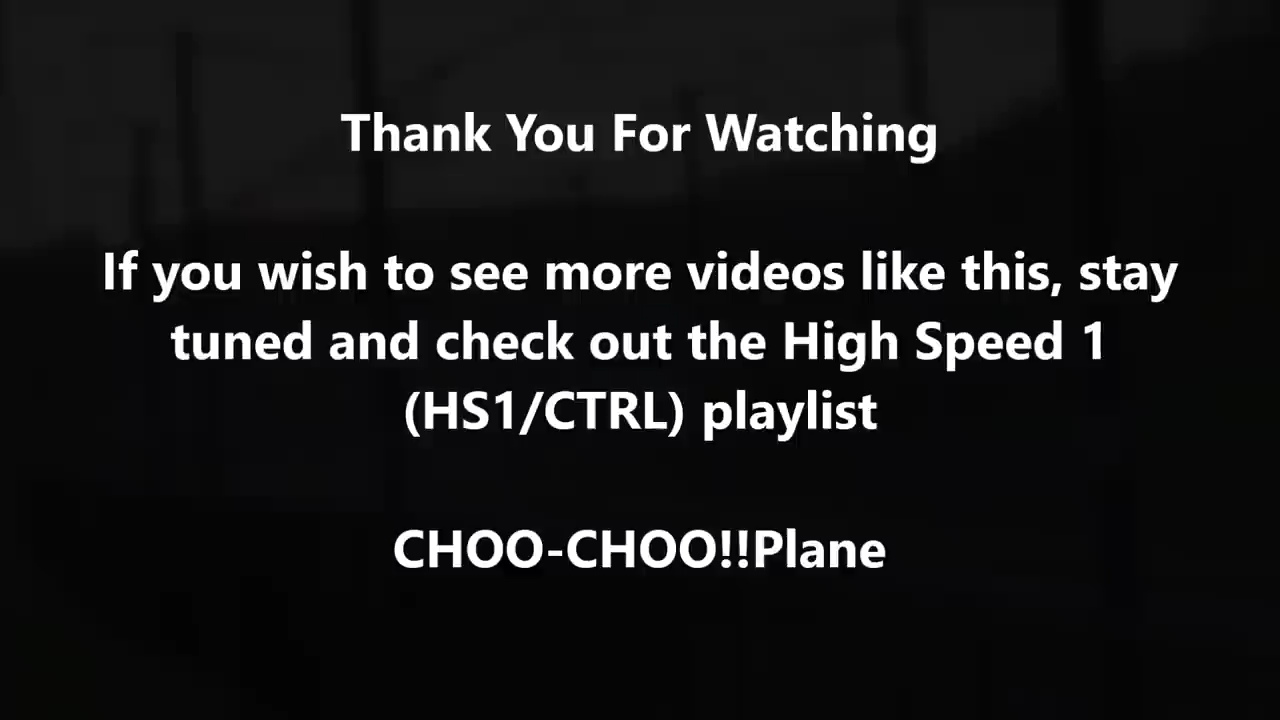 Thank You For Watching
If you wish to see more videos like this, stay
tuned and check out the High Speed 1
(HS1/CTRL) playlist
CHOO-CHOO!!Plane